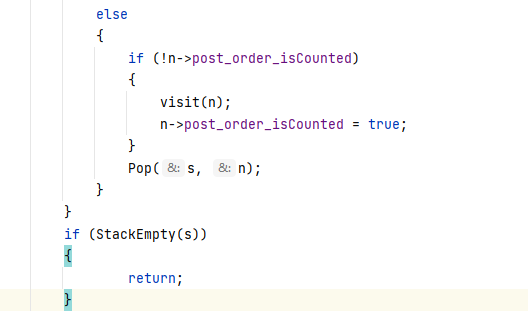 else
{
if (!n->post_order_isCounted)
{
visit(n);
n->post_order_isCounted = true;
}
Pop( &: s, &: n);
}
}
if (StackEmpty(s))
{
return;
}